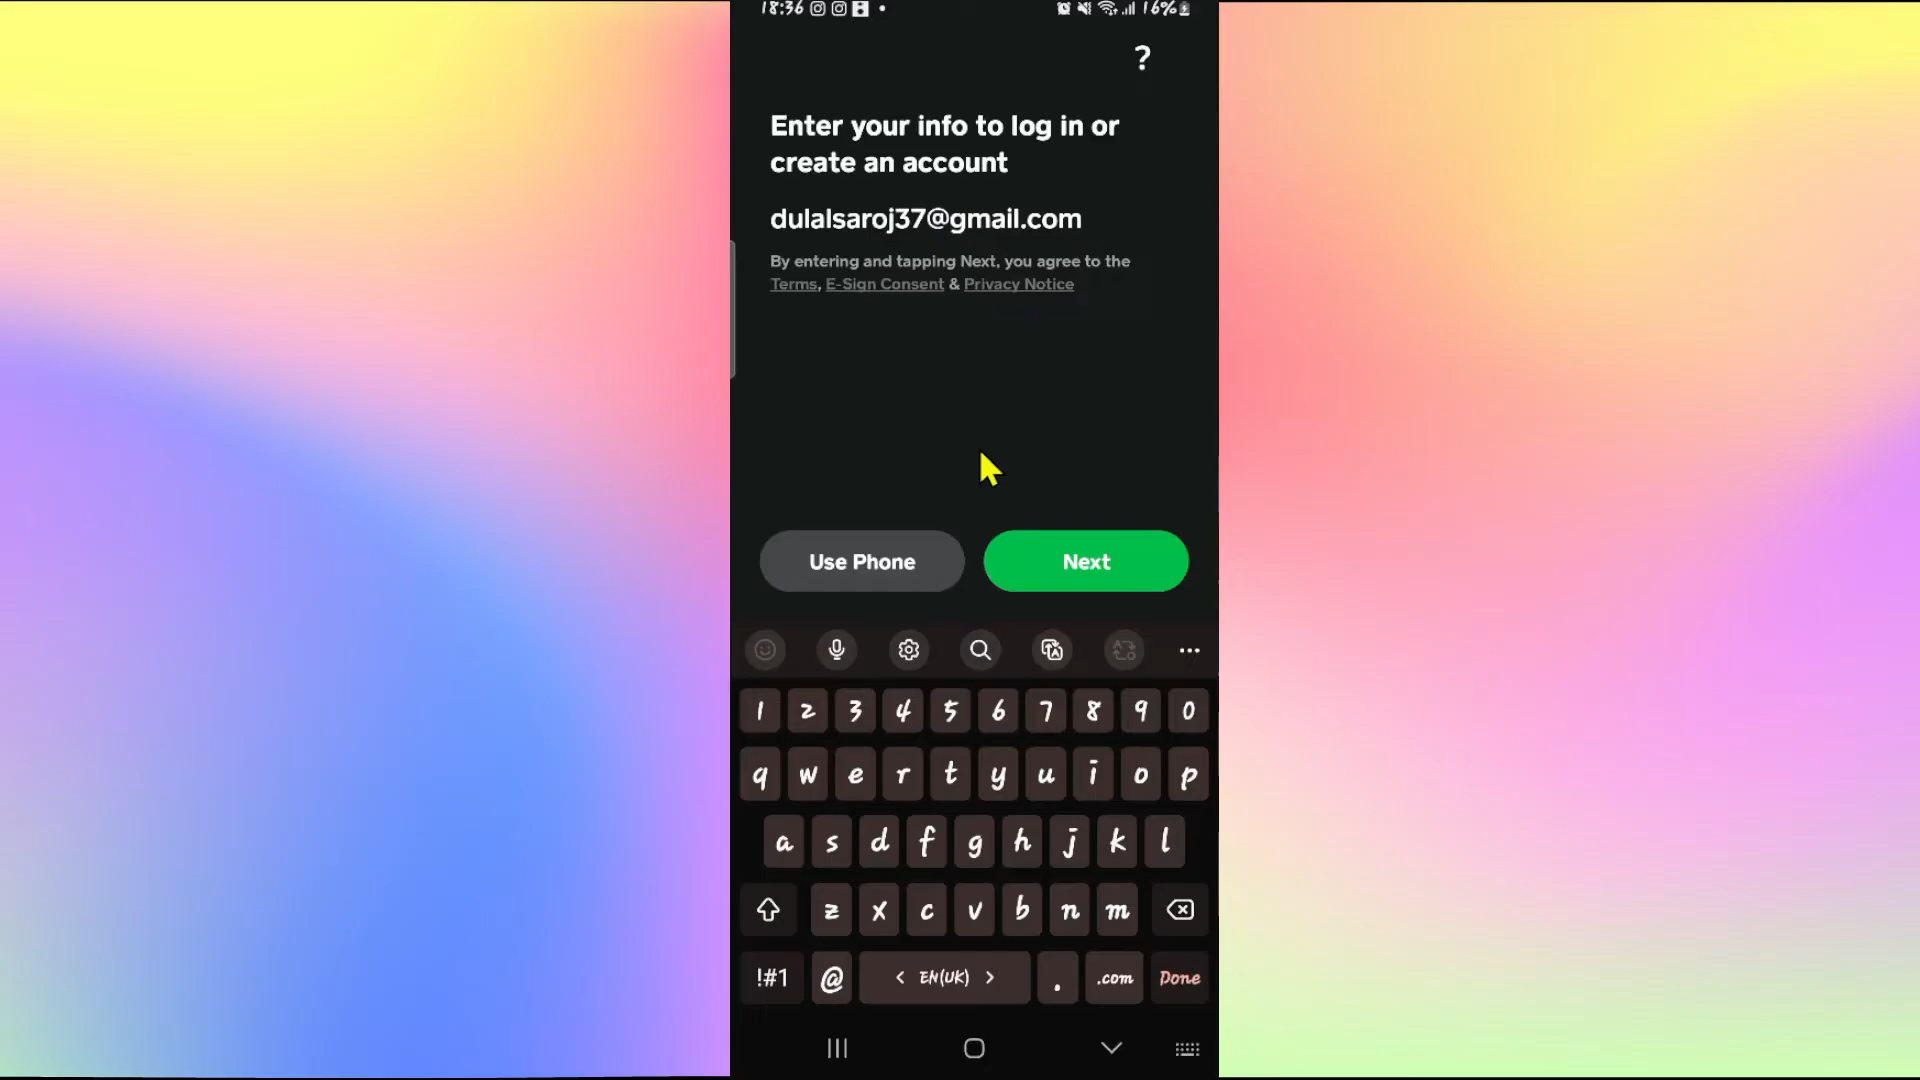 18:36
16%
?
Enter your info to log in or
create an account
dulalsaroj37@gmail.com
By entering and tapping Next, you agree to the
Terms, E-Sign Consent & Privacy Notice
Use Phone
Next
1 2 3 4 5 6 7 8 9 0
q w e r t y u i o p
a s d f g h j k l
z x c v b n m
!#1 @ < EN(UK) > . .com Done